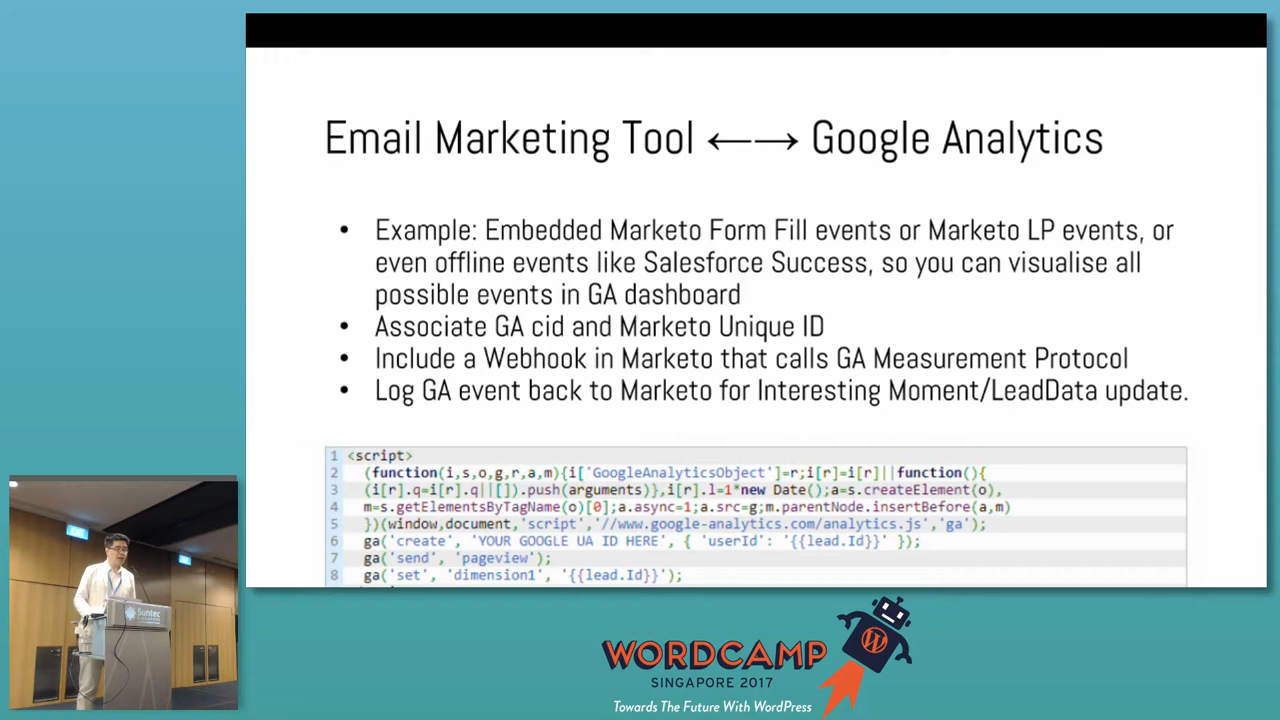 Email Marketing Tool ←→ Google Analytics
• Example: Embedded Marketo Form Fill events or Marketo LP events, or
even offline events like Salesforce Success, so you can visualise all
possible events in GA dashboard
• Associate GA cid and Marketo Unique ID
• Include a Webhook in Marketo that calls GA Measurement Protocol
• Log GA event back to Marketo for Interesting Moment/LeadData update.
1 <script>
2 (function(i,s,o,g,r,a,m){i['GoogleAnalyticsObject']=r;i[r]=i[r]||function(){
3 (i[r].q=i[r].q||[]).push(arguments)},i[r].l=1*new Date();a=s.createElement(o),
4 m=s.getElementsByTagName(o)[0];a.async=1;a.src=g;m.parentNode.insertBefore(a,m)
5 })(window,document,'script','//www.google-analytics.com/analytics.js','ga');
6 ga('create', 'YOUR GOOGLE UA ID HERE', { 'userId': '{{lead.Id}}' });
7 ga('send', 'pageview');
8 ga('set', 'dimension1', '{{lead.Id}}');
EXIT
Suntec
WORDCAMP
SINGAPORE 2017
Towards The Future With WordPress